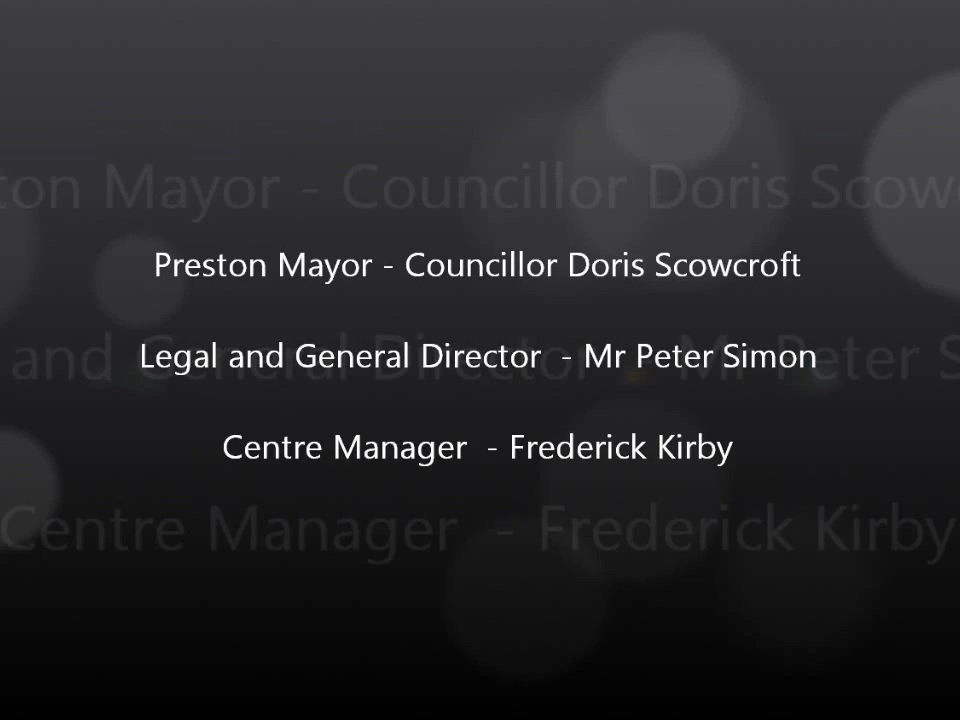 Preston Mayor - Councillor Doris Scowcroft
Legal and General Director - Mr Peter Simon
Centre Manager - Frederick Kirby